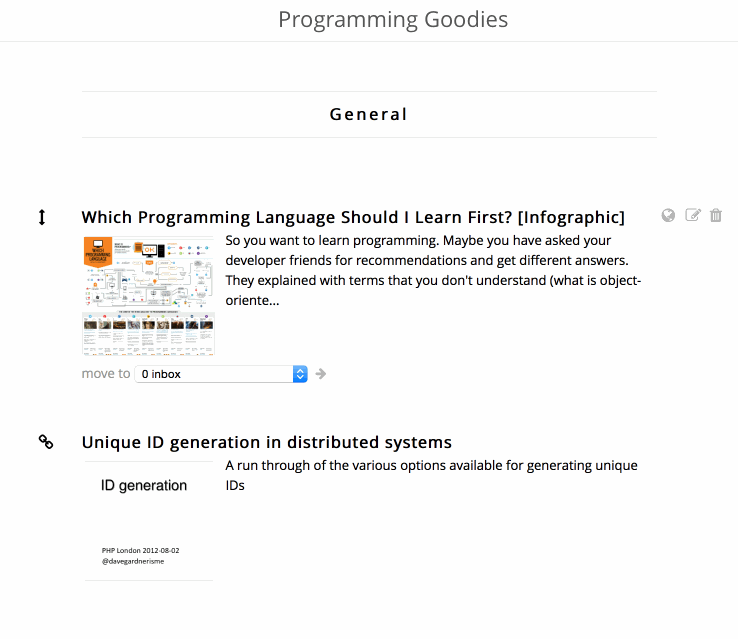 Programming Goodies
General
Which Programming Language Should I Learn First? [Infographic]
So you want to learn programming. Maybe you have asked your
developer friends for recommendations and get different answers.
They explained with terms that you don't understand (what is object-
oriente...
move to 0 inbox
Unique ID generation in distributed systems
A run through of the various options available for generating unique
IDs
ID generation
PHP London 2012-08-02
@davegardnerisme